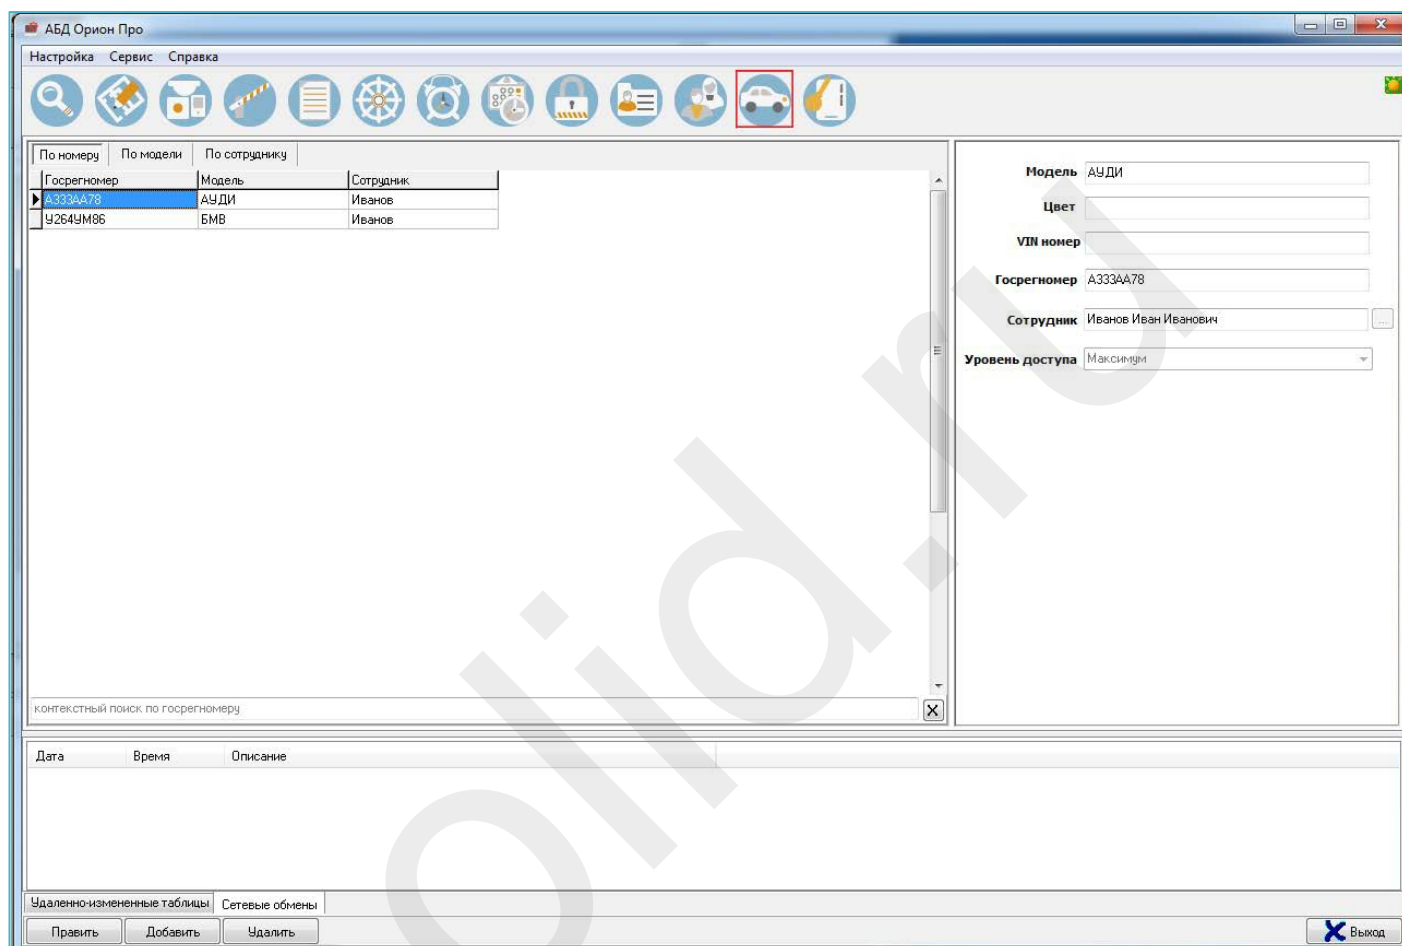 АБД Орион Про
Настройка Сервис Справка
По номеру По модели По сотруднику
Госрегномер Модель Сотрудник
А333АА78 АУДИ Иванов
У264УМ86 БМВ Иванов
контекстный поиск по госрегномеру
Модель АУДИ
Цвет
VIN номер
Госрегномер А333АА78
Сотрудник Иванов Иван Иванович ...
Уровень доступа Максимум
Дата Время Описание
Удаленно-измененные таблицы Сетевые обмены
Править Добавить Удалить Выход
olid.ru